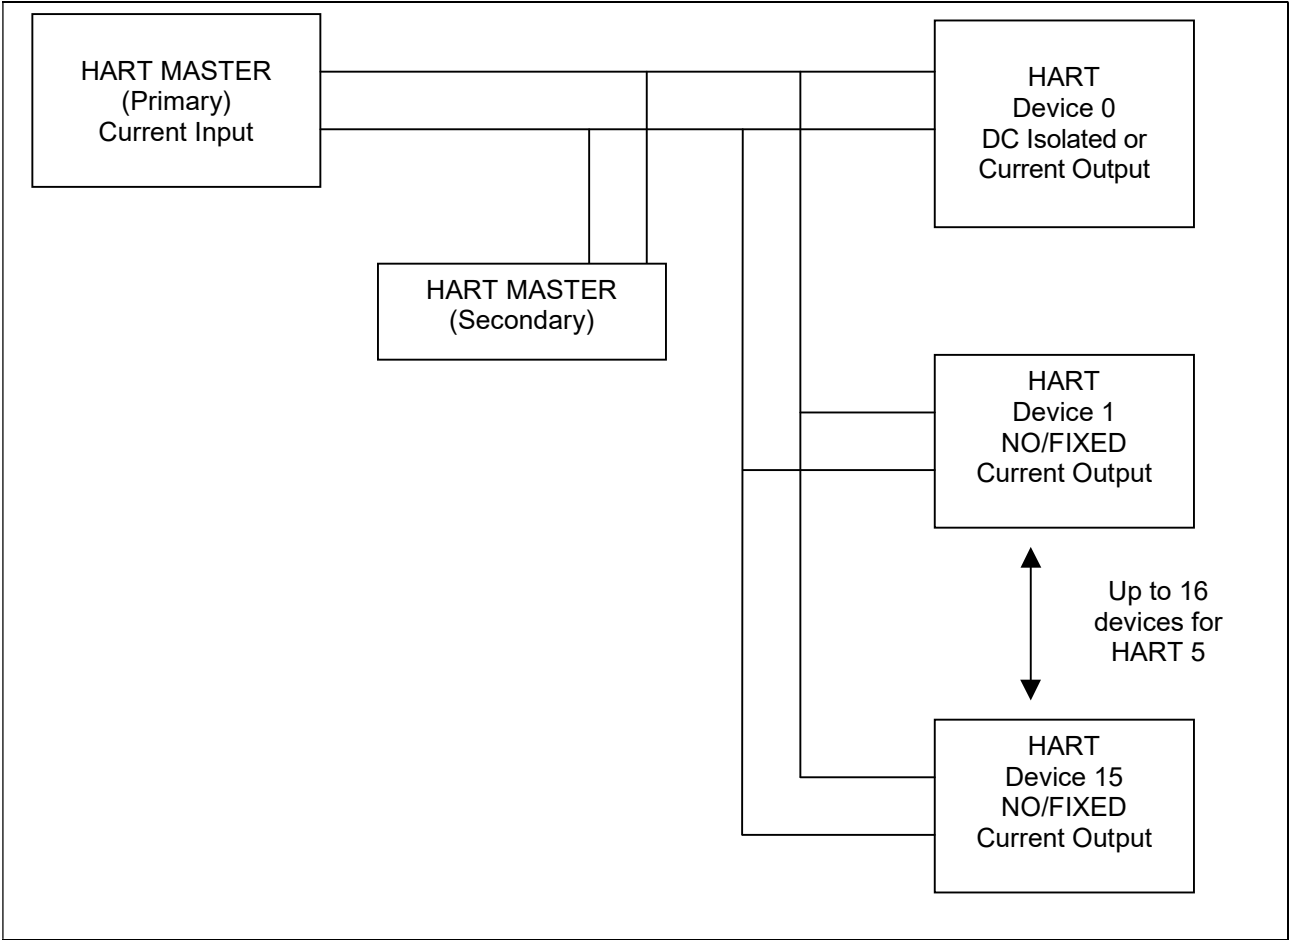 HART MASTER
(Primary)
Current Input
HART
Device 0
DC Isolated or
Current Output
HART MASTER
(Secondary)
HART
Device 1
NO/FIXED
Current Output
Up to 16
devices for
HART 5
HART
Device 15
NO/FIXED
Current Output